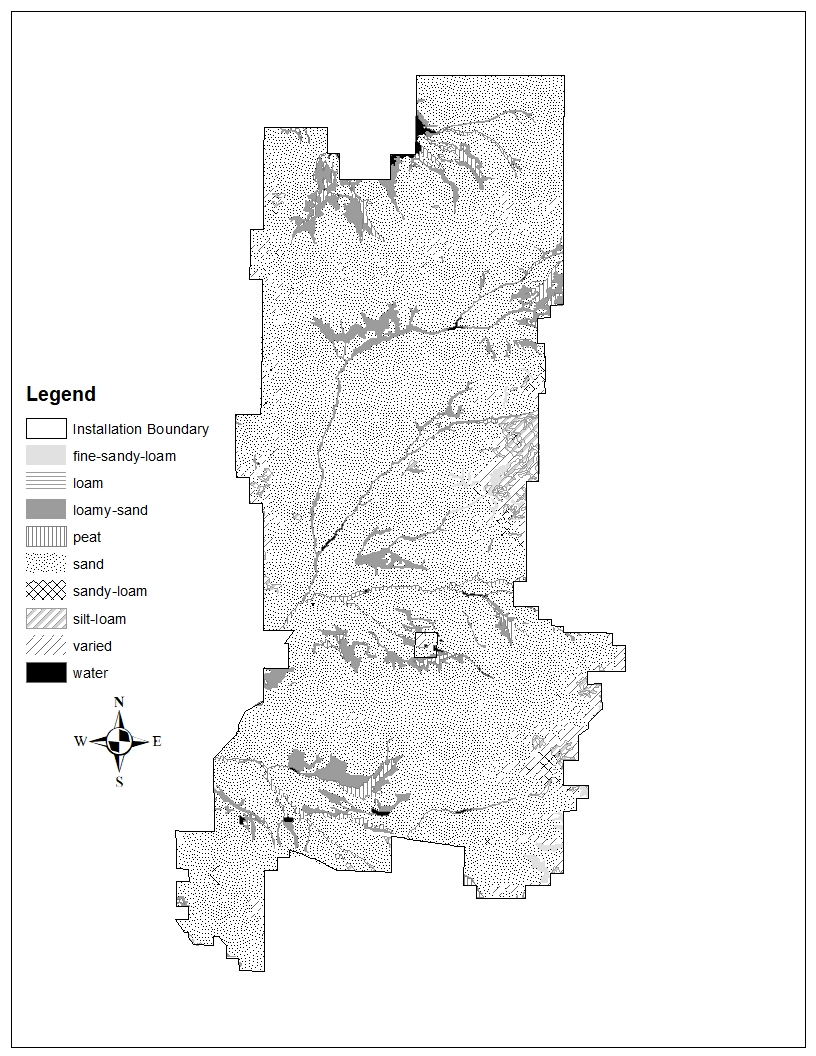 Legend
Installation Boundary
fine-sandy-loam
loam
loamy-sand
peat
sand
sandy-loam
silt-loam
varied
water
N
W E
S